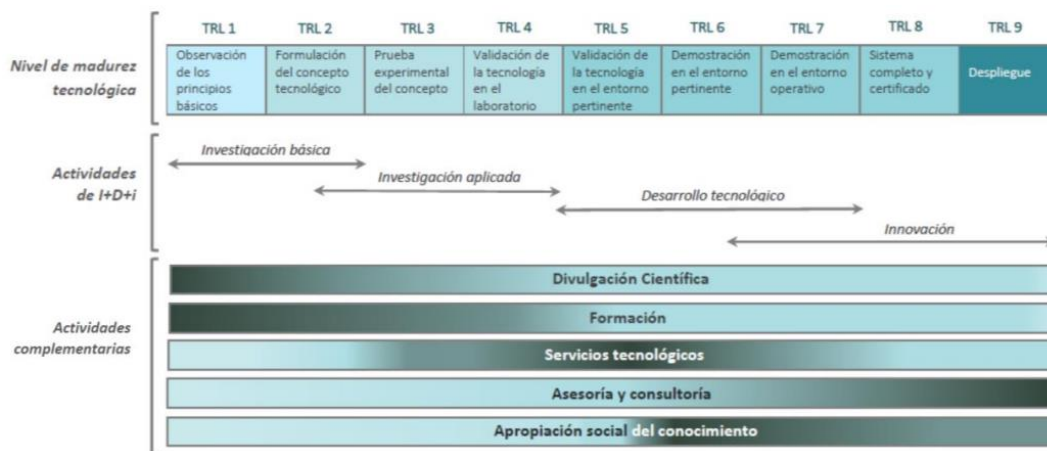 TRL 1 TRL 2 TRL 3 TRL 4 TRL 5 TRL 6 TRL 7 TRL 8 TRL 9
Nivel de madurez
tecnológica
Observación
de los
principios
básicos
Formulación
del concepto
tecnológico
Prueba
experimental
del concepto
Validación de
la tecnología
en el
laboratorio
Validación de
la tecnología
en el entorno
pertinente
Demostración
en el entorno
pertinente
Demostración
en el entorno
operativo
Sistema
completo y
certificado
Despliegue
Actividades
de I+D+i
Investigación básica
Investigación aplicada
Desarrollo tecnológico
Innovación
Actividades
complementarias
Divulgación Científica
Formación
Servicios tecnológicos
Asesoría y consultoría
Apropiación social del conocimiento